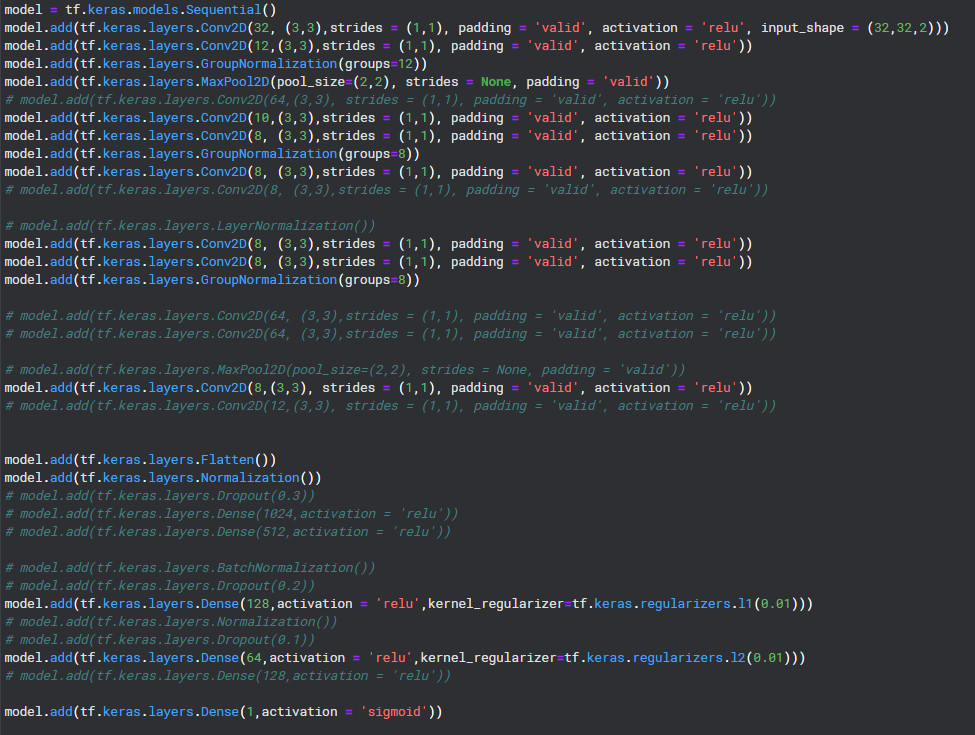 model = tf.keras.models.Sequential()
model.add(tf.keras.layers.Conv2D(32, (3,3),strides = (1,1), padding = 'valid', activation = 'relu', input_shape = (32,32,2)))
model.add(tf.keras.layers.Conv2D(12,(3,3),strides = (1,1), padding = 'valid', activation = 'relu'))
model.add(tf.keras.layers.GroupNormalization(groups=12))
model.add(tf.keras.layers.MaxPool2D(pool_size=(2,2), strides = None, padding = 'valid'))
# model.add(tf.keras.layers.Conv2D(64,(3,3), strides = (1,1), padding = 'valid', activation = 'relu'))
model.add(tf.keras.layers.Conv2D(10,(3,3),strides = (1,1), padding = 'valid', activation = 'relu'))
model.add(tf.keras.layers.Conv2D(8, (3,3),strides = (1,1), padding = 'valid', activation = 'relu'))
model.add(tf.keras.layers.GroupNormalization(groups=8))
model.add(tf.keras.layers.Conv2D(8, (3,3),strides = (1,1), padding = 'valid', activation = 'relu'))
# model.add(tf.keras.layers.Conv2D(8, (3,3),strides = (1,1), padding = 'valid', activation = 'relu'))
# model.add(tf.keras.layers.LayerNormalization())
model.add(tf.keras.layers.Conv2D(8, (3,3),strides = (1,1), padding = 'valid', activation = 'relu'))
model.add(tf.keras.layers.Conv2D(8, (3,3),strides = (1,1), padding = 'valid', activation = 'relu'))
model.add(tf.keras.layers.GroupNormalization(groups=8))
# model.add(tf.keras.layers.Conv2D(64, (3,3),strides = (1,1), padding = 'valid', activation = 'relu'))
# model.add(tf.keras.layers.Conv2D(64, (3,3),strides = (1,1), padding = 'valid', activation = 'relu'))
# model.add(tf.keras.layers.MaxPool2D(pool_size=(2,2), strides = None, padding = 'valid'))
model.add(tf.keras.layers.Conv2D(8,(3,3), strides = (1,1), padding = 'valid', activation = 'relu'))
# model.add(tf.keras.layers.Conv2D(12,(3,3), strides = (1,1), padding = 'valid', activation = 'relu'))
model.add(tf.keras.layers.Flatten())
model.add(tf.keras.layers.Normalization())
# model.add(tf.keras.layers.Dropout(0.3))
# model.add(tf.keras.layers.Dense(1024,activation = 'relu'))
# model.add(tf.keras.layers.Dense(512,activation = 'relu'))
# model.add(tf.keras.layers.BatchNormalization())
# model.add(tf.keras.layers.Dropout(0.2))
model.add(tf.keras.layers.Dense(128,activation = 'relu',kernel_regularizer=tf.keras.regularizers.l1(0.01)))
# model.add(tf.keras.layers.Normalization())
# model.add(tf.keras.layers.Dropout(0.1))
model.add(tf.keras.layers.Dense(64,activation = 'relu',kernel_regularizer=tf.keras.regularizers.l2(0.01)))
# model.add(tf.keras.layers.Dense(128,activation = 'relu'))
model.add(tf.keras.layers.Dense(1,activation = 'sigmoid'))